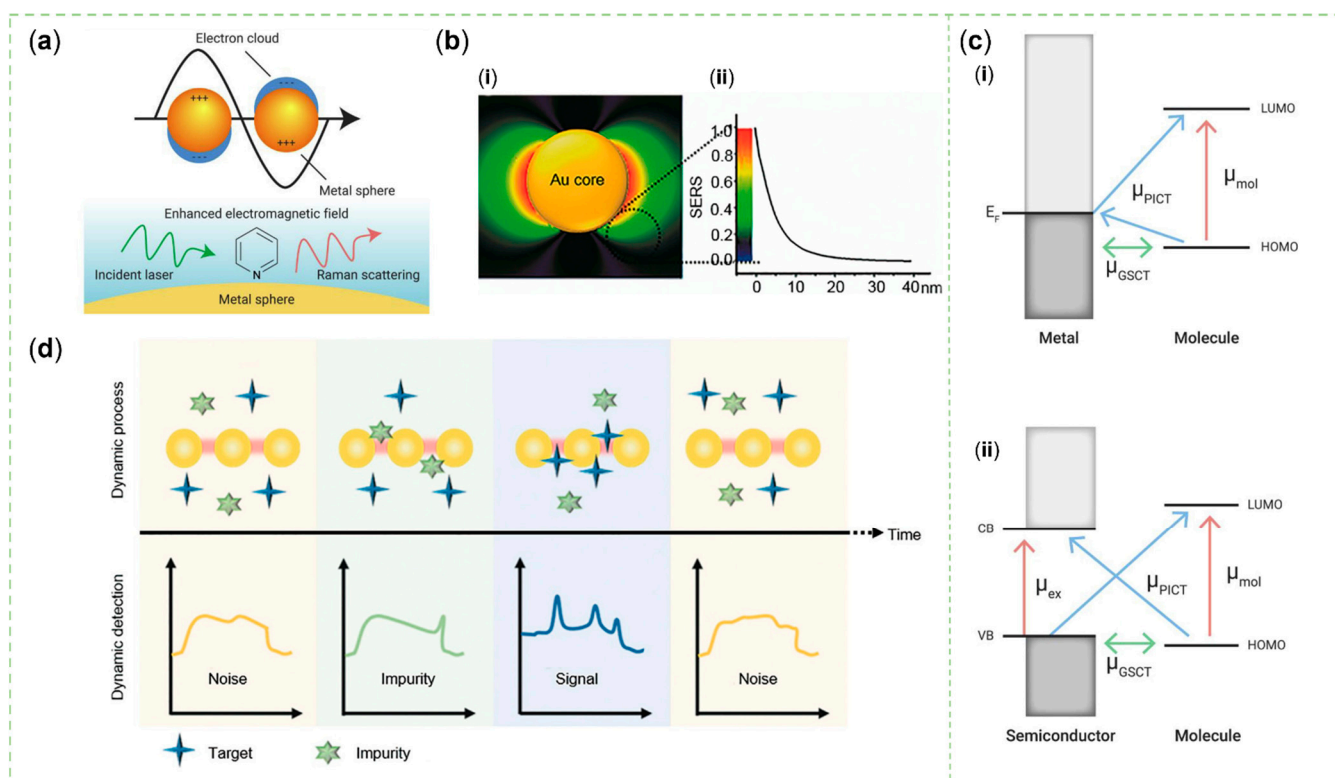 (a)
Electron cloud
+++
---
---
+++
Metal sphere
Enhanced electromagnetic field
Incident laser
N
Raman scattering
Metal sphere
(b)
(i)
(ii)
Au core
SERS
1.0
0.8
0.6
0.4
0.2
0.0
0 10 20 30 40nm
(c)
(i)
LUMO
μPICT
μmol
EF
HOMO
μGSCT
Metal
Molecule
(ii)
LUMO
CB
μex
μPICT
μmol
VB
HOMO
μGSCT
Semiconductor
Molecule
(d)
Dynamic process
Time
Dynamic detection
Noise
Impurity
Signal
Noise
Target
Impurity